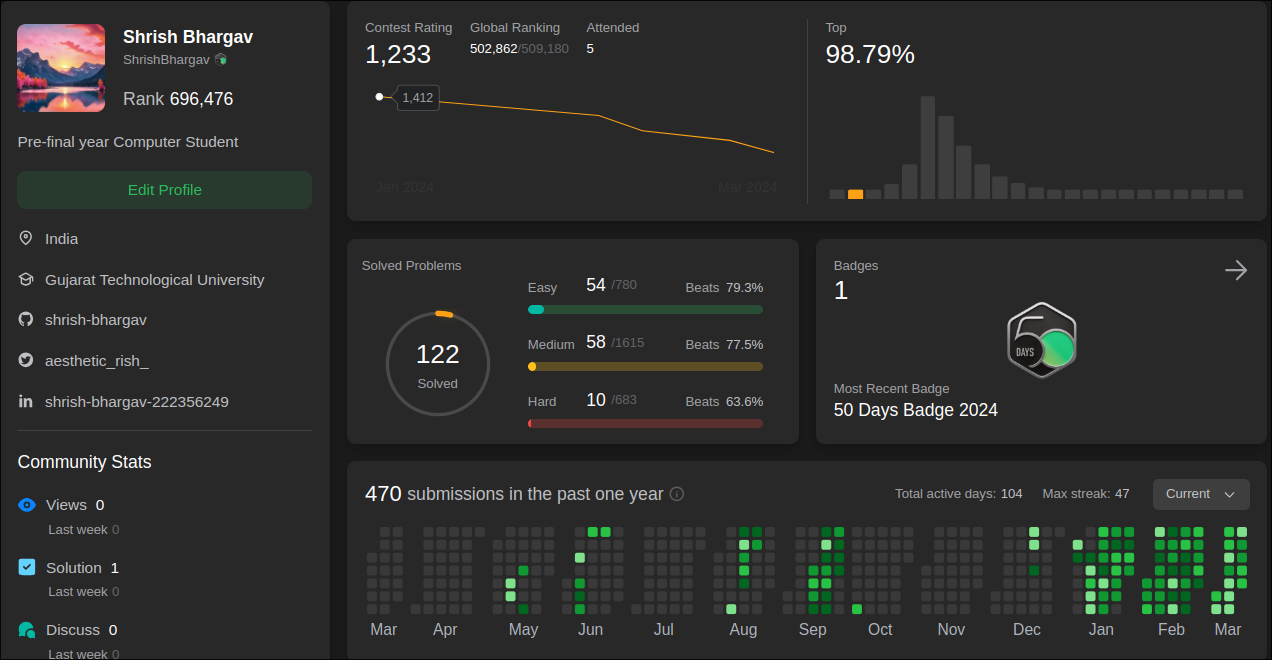 Shrish Bhargav
ShrishBhargav
Rank 696,476
Pre-final year Computer Student
Edit Profile
India
Gujarat Technological University
shrish-bhargav
aesthetic_rish_
shrish-bhargav-222356249
Community Stats
Views 0
Last week 0
Solution 1
Last week 0
Discuss 0
Last week 0
Contest Rating Global Ranking Attended
1,233 502,862/509,180 5
1,412
Jan 2024 Mar 2024
Top
98.79%
Solved Problems
122
Solved
Easy 54 /780 Beats 79.3%
Medium 58 /1615 Beats 77.5%
Hard 10 /683 Beats 63.6%
Badges
1
50
DAYS
Most Recent Badge
50 Days Badge 2024
470 submissions in the past one year Total active days: 104 Max streak: 47 Current
Mar Apr May Jun Jul Aug Sep Oct Nov Dec Jan Feb Mar